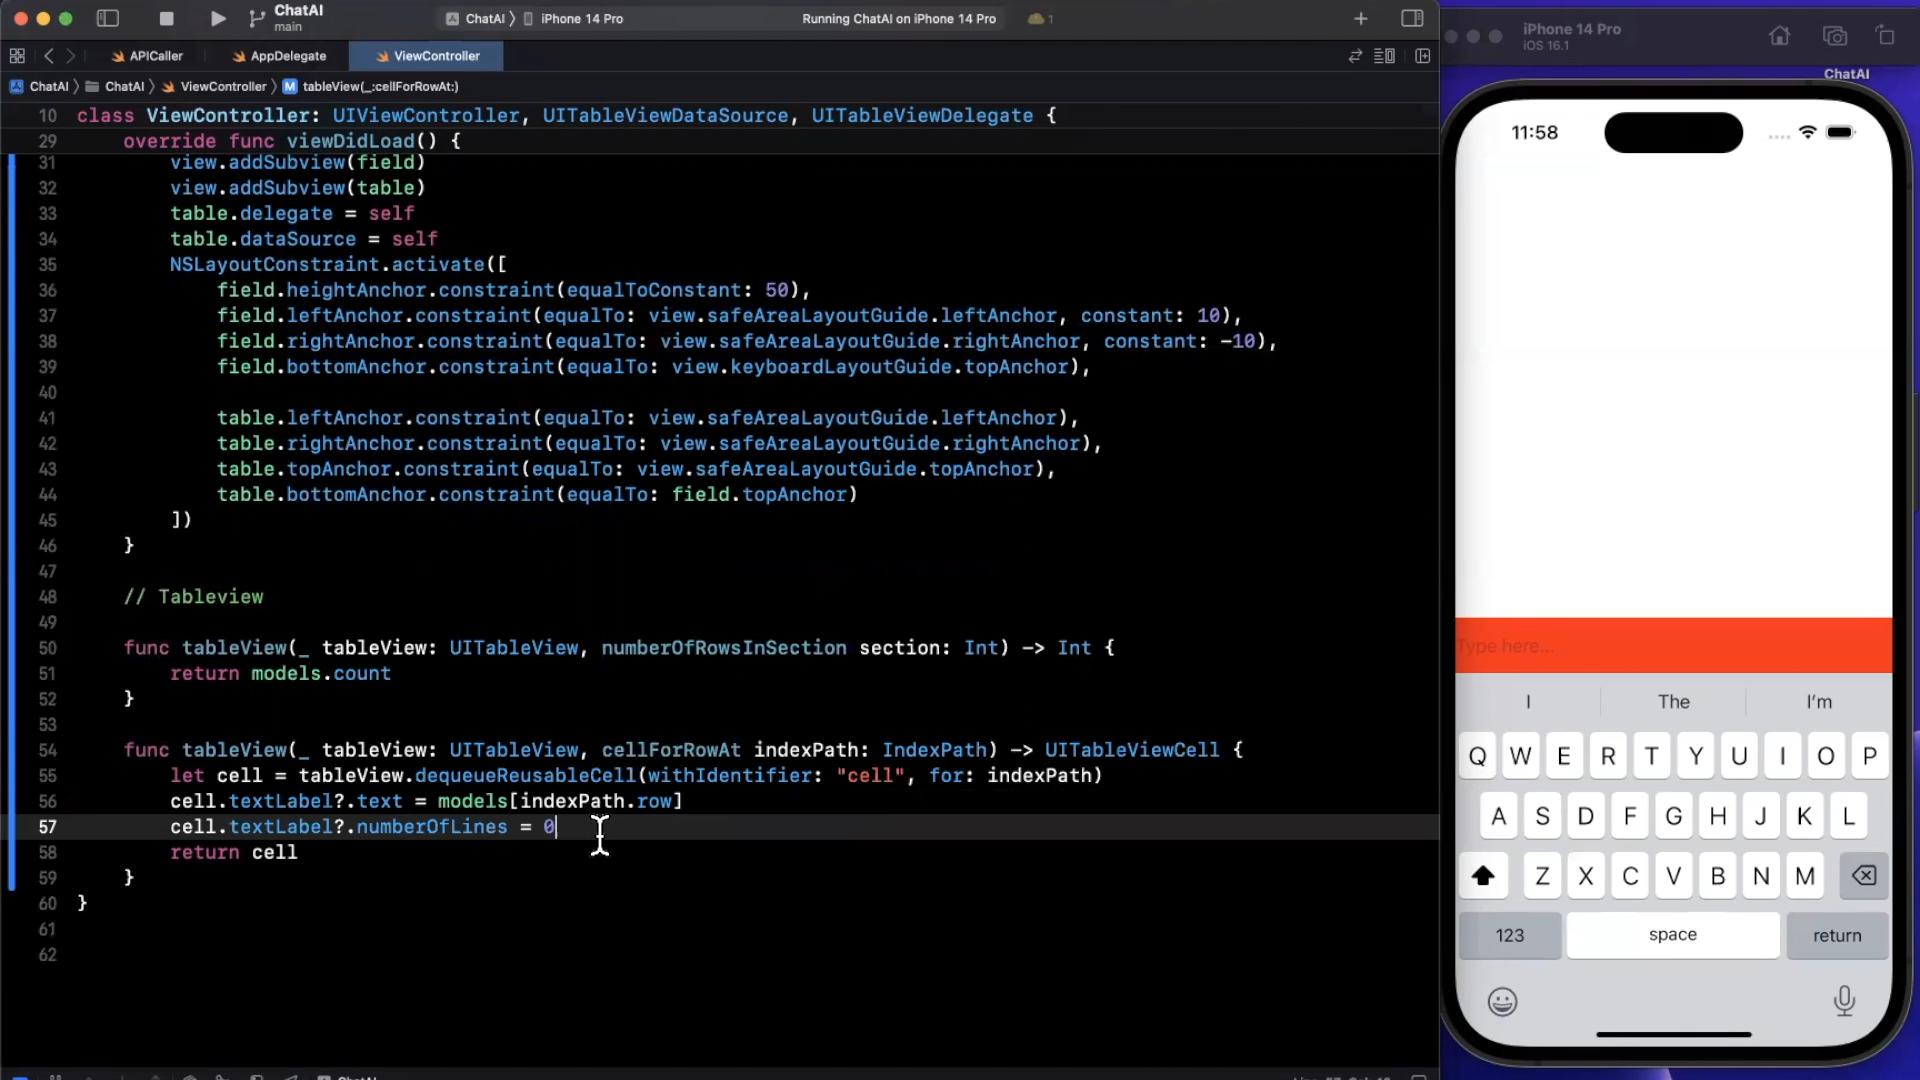 ChatAI
main
ChatAI 〉 iPhone 14 Pro
Running ChatAI on iPhone 14 Pro
1
APICaller
AppDelegate
ViewController
ChatAI 〉 ChatAI 〉 ViewController 〉 M tableView(_:cellForRowAt:)
10 class ViewController: UIViewController, UITableViewDataSource, UITableViewDelegate {
29 override func viewDidLoad() {
31 view.addSubview(field)
32 view.addSubview(table)
33 table.delegate = self
34 table.dataSource = self
35 NSLayoutConstraint.activate([
36 field.heightAnchor.constraint(equalToConstant: 50),
37 field.leftAnchor.constraint(equalTo: view.safeAreaLayoutGuide.leftAnchor, constant: 10),
38 field.rightAnchor.constraint(equalTo: view.safeAreaLayoutGuide.rightAnchor, constant: -10),
39 field.bottomAnchor.constraint(equalTo: view.keyboardLayoutGuide.topAnchor),
40
41 table.leftAnchor.constraint(equalTo: view.safeAreaLayoutGuide.leftAnchor),
42 table.rightAnchor.constraint(equalTo: view.safeAreaLayoutGuide.rightAnchor),
43 table.topAnchor.constraint(equalTo: view.safeAreaLayoutGuide.topAnchor),
44 table.bottomAnchor.constraint(equalTo: field.topAnchor)
45 ])
46 }
47
48 // Tableview
49
50 func tableView(_ tableView: UITableView, numberOfRowsInSection section: Int) -> Int {
51 return models.count
52 }
53
54 func tableView(_ tableView: UITableView, cellForRowAt indexPath: IndexPath) -> UITableViewCell {
55 let cell = tableView.dequeueReusableCell(withIdentifier: "cell", for: indexPath)
56 cell.textLabel?.text = models[indexPath.row]
57 cell.textLabel?.numberOfLines = 0
58 return cell
59 }
60 }
61
62
iPhone 14 Pro
iOS 16.1
ChatAI
11:58
Type here...
I The I'm
Q W E R T Y U I O P
A S D F G H J K L
Z X C V B N M
123 space return